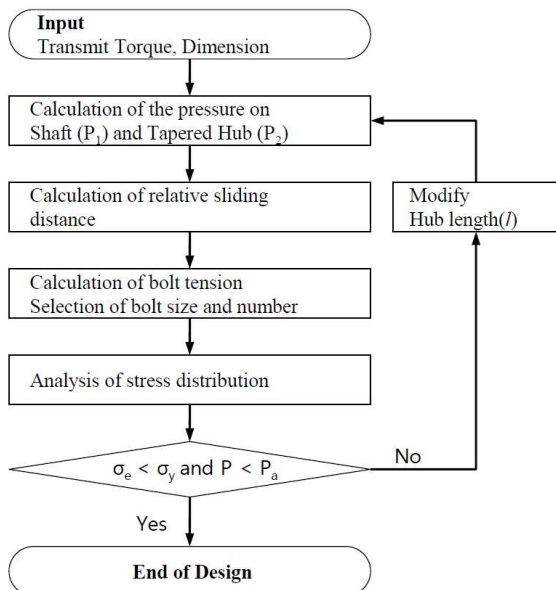 Input
Transmit Torque, Dimension
Calculation of the pressure on
Shaft (P₁) and Tapered Hub (P₂)
Calculation of relative sliding
distance
Modify
Hub length(l)
Calculation of bolt tension
Selection of bolt size and number
Analysis of stress distribution
σₑ < σᵧ and P < Pₐ
No
Yes
End of Design